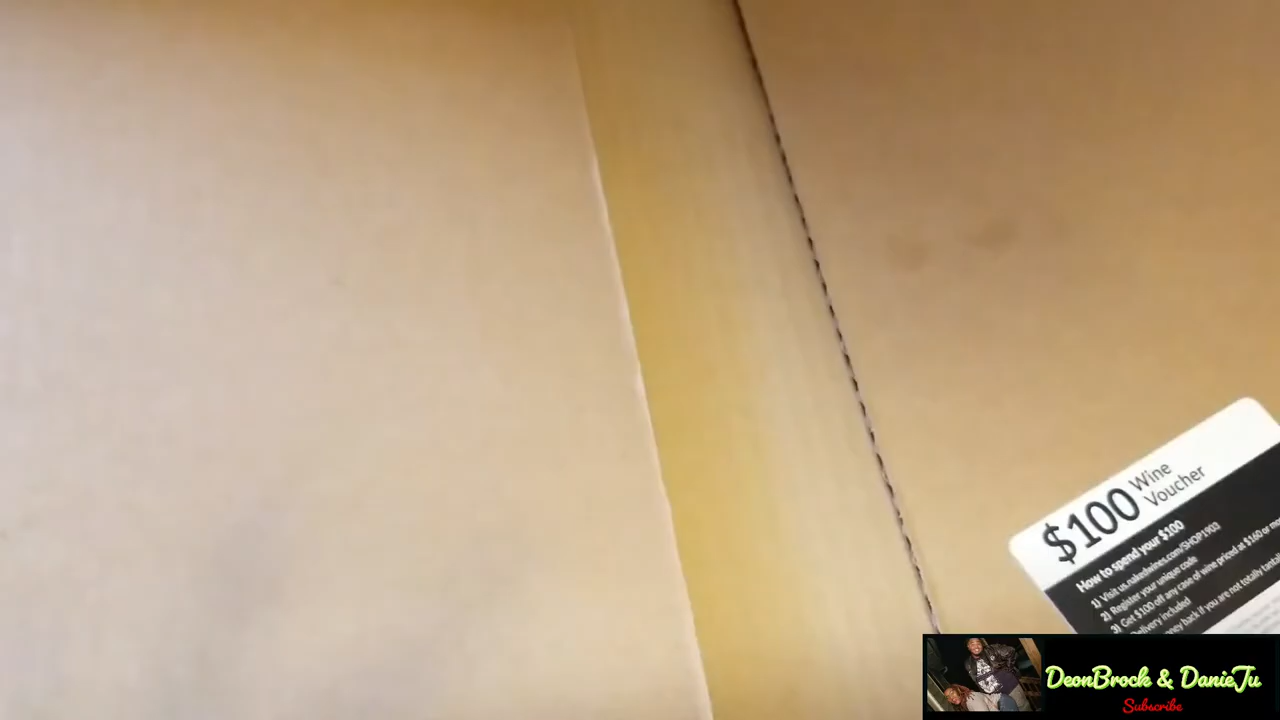 $100 Wine
Voucher
How to spend your $100
1) Visit us.nakedwines.com/SHOP1903
2) Register your unique code
3) Get $100 off any case of wine priced at $160 or
Delivery included
back if you are not totally
DeonBrock & DanieJu
Subscribe